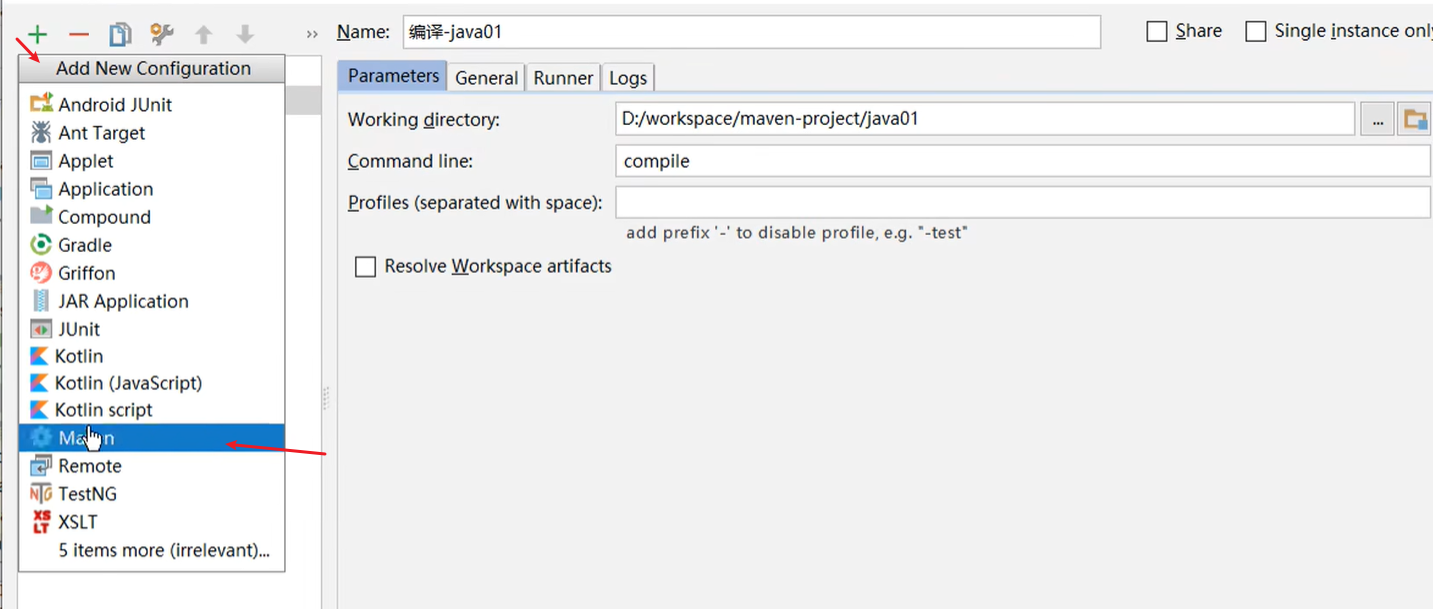 Name: 编译-java01 Share Single instance only
Add New Configuration
Android JUnit
Ant Target
Applet
Application
Compound
Gradle
Griffon
JAR Application
JUnit
Kotlin
Kotlin (JavaScript)
Kotlin script
Maven
Remote
TestNG
XSLT
5 items more (irrelevant)...
Parameters General Runner Logs
Working directory: D:/workspace/maven-project/java01 ...
Command line: compile
Profiles (separated with space):
add prefix '-' to disable profile, e.g. "-test"
Resolve Workspace artifacts